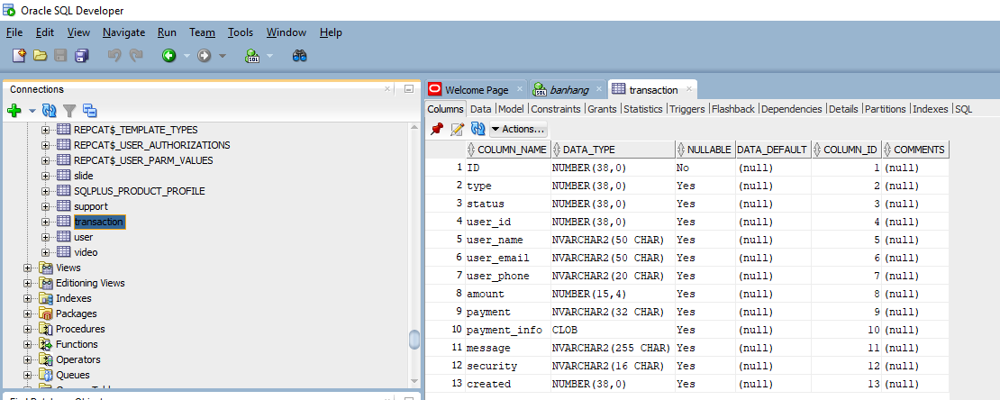 Oracle SQL Developer
File Edit View Navigate Run Team Tools Window Help
SQL
Connections
REPCAT$_TEMPLATE_TYPES
REPCAT$_USER_AUTHORIZATIONS
REPCAT$_USER_PARM_VALUES
slide
SQLPLUS_PRODUCT_PROFILE
support
transaction
user
video
Views
Editioning Views
Indexes
Packages
Procedures
Functions
Operators
Queues
Welcome Page banhang transaction
Columns Data Model Constraints Grants Statistics Triggers Flashback Dependencies Details Partitions Indexes SQL
Actions...
COLUMN_NAME DATA_TYPE NULLABLE DATA_DEFAULT COLUMN_ID COMMENTS
1 ID NUMBER(38,0) No (null) 1 (null)
2 type NUMBER(38,0) Yes (null) 2 (null)
3 status NUMBER(38,0) Yes (null) 3 (null)
4 user_id NUMBER(38,0) Yes (null) 4 (null)
5 user_name NVARCHAR2(50 CHAR) Yes (null) 5 (null)
6 user_email NVARCHAR2(50 CHAR) Yes (null) 6 (null)
7 user_phone NVARCHAR2(20 CHAR) Yes (null) 7 (null)
8 amount NUMBER(15,4) Yes (null) 8 (null)
9 payment NVARCHAR2(32 CHAR) Yes (null) 9 (null)
10 payment_info CLOB Yes (null) 10 (null)
11 message NVARCHAR2(255 CHAR) Yes (null) 11 (null)
12 security NVARCHAR2(16 CHAR) Yes (null) 12 (null)
13 created NUMBER(38,0) Yes (null) 13 (null)